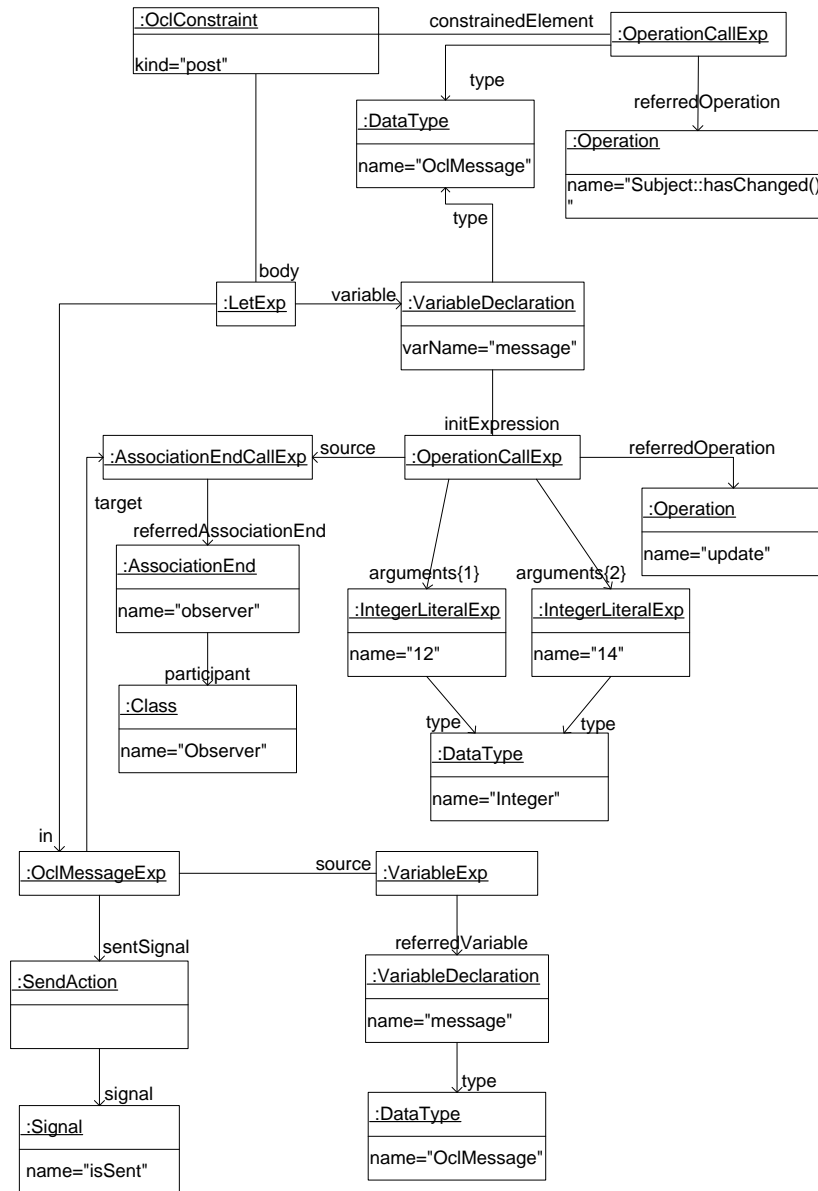 :OclConstraint
constrainedElement
:OperationCallExp
kind="post"
type
referredOperation
:DataType
name="OclMessage"
:Operation
name="Subject::hasChanged()
"
type
body
:LetExp
variable
:VariableDeclaration
varName="message"
initExpression
:AssociationEndCallExp
source
:OperationCallExp
referredOperation
target
:Operation
name="update"
referredAssociationEnd
:AssociationEnd
name="observer"
arguments{1}
arguments{2}
:IntegerLiteralExp
name="12"
:IntegerLiteralExp
name="14"
participant
:Class
name="Observer"
type
type
:DataType
name="Integer"
in
:OclMessageExp
source
:VariableExp
sentSignal
referredVariable
:SendAction
:VariableDeclaration
name="message"
signal
type
:Signal
name="isSent"
:DataType
name="OclMessage"